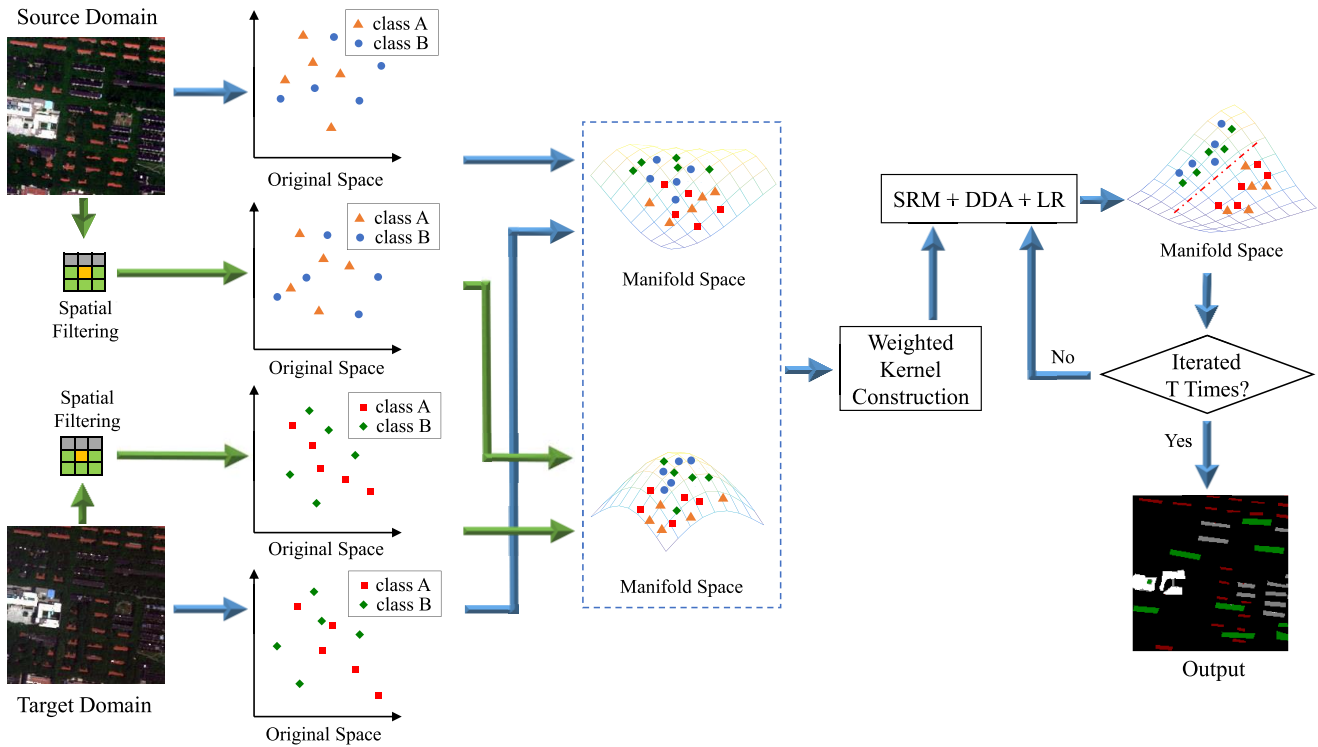 Source Domain
class A
class B
Original Space
Spatial
Filtering
class A
class B
Original Space
Spatial
Filtering
class A
class B
Original Space
Target Domain
class A
class B
Original Space
Manifold Space
Manifold Space
Weighted
Kernel
Construction
SRM + DDA + LR
Manifold Space
Iterated
T Times?
No
Yes
Output